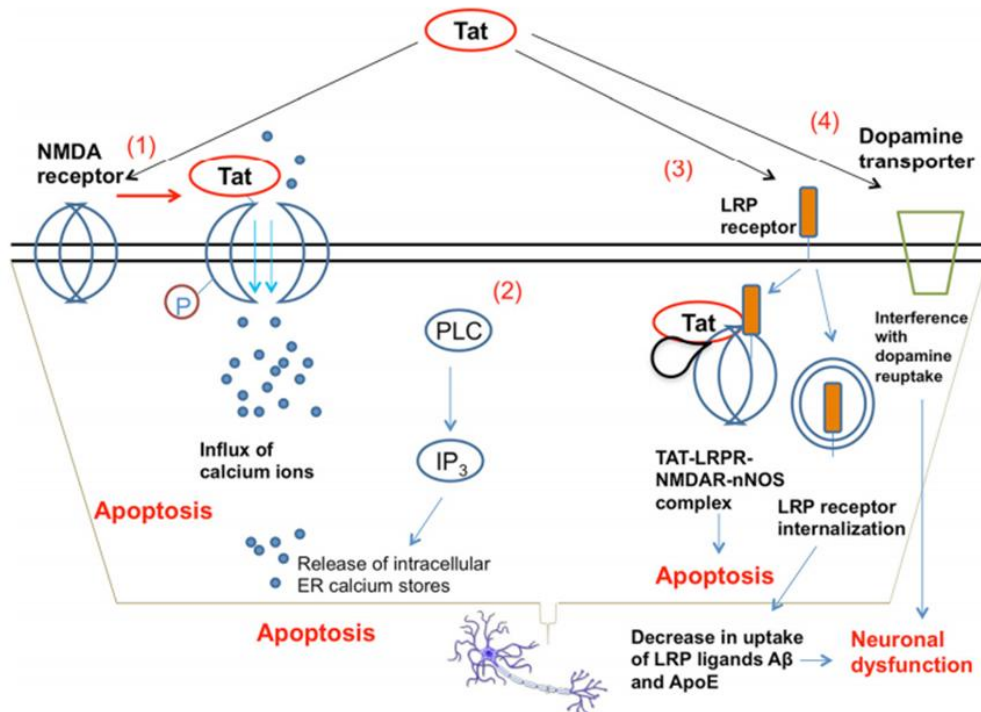 Tat
(1)
NMDA
receptor
Tat
P
(2)
PLC
IP3
Influx of
calcium ions
Apoptosis
Release of intracellular
ER calcium stores
Apoptosis
(3)
LRP
receptor
(4)
Dopamine
transporter
Tat
Interference
with
dopamine
reuptake
TAT-LRPR-
NMDAR-nNOS
complex
LRP receptor
internalization
Apoptosis
Decrease in uptake
of LRP ligands Aβ
and ApoE
Neuronal
dysfunction